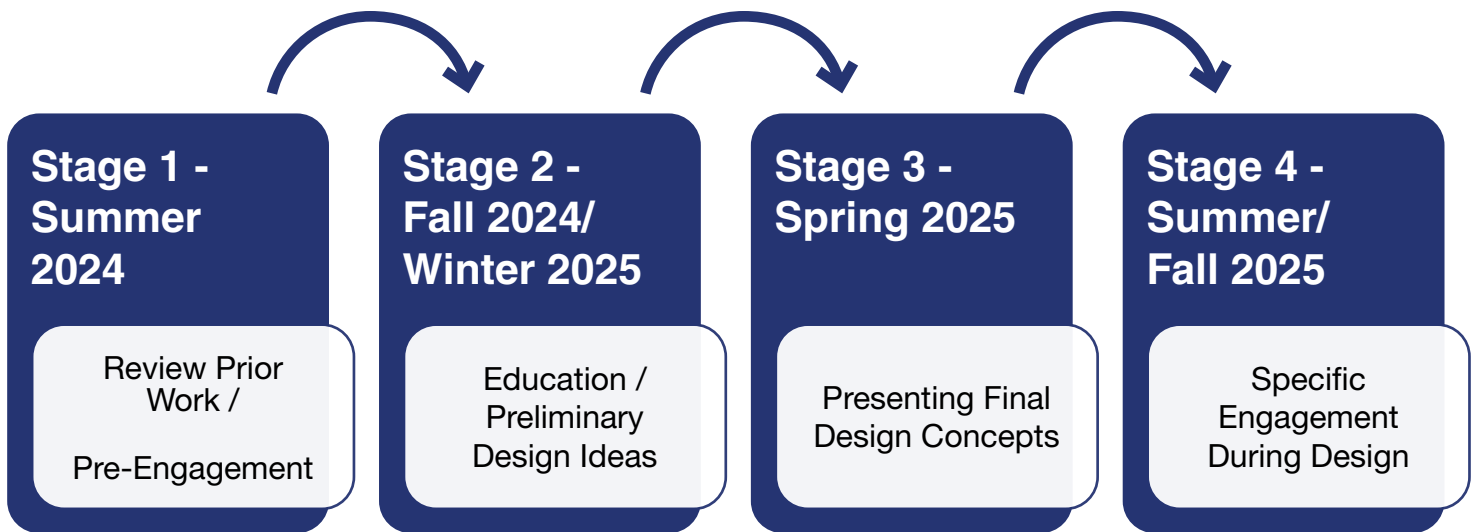 Stage 1 -
Summer
2024
Review Prior
Work /
Pre-Engagement
Stage 2 -
Fall 2024/
Winter 2025
Education /
Preliminary
Design Ideas
Stage 3 -
Spring 2025
Presenting Final
Design Concepts
Stage 4 -
Summer/
Fall 2025
Specific
Engagement
During Design